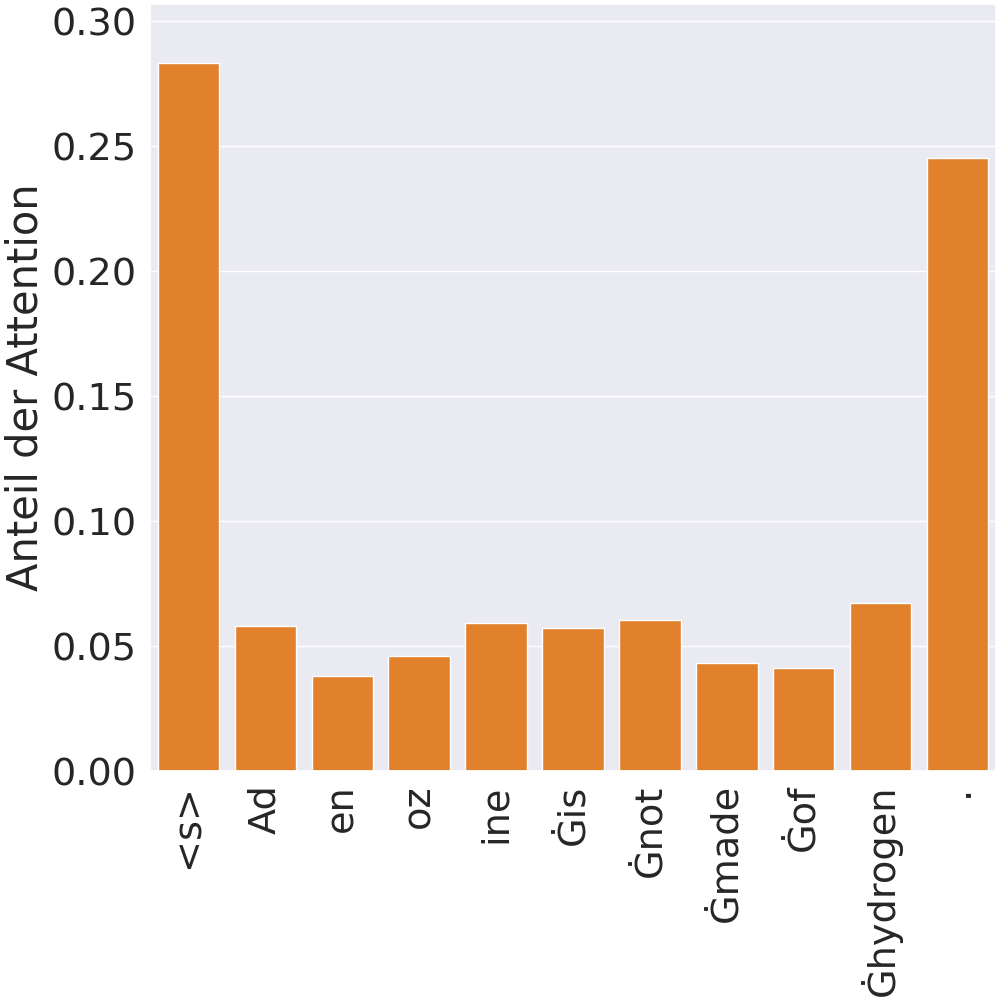 Anteil der Attention
0.30
0.25
0.20
0.15
0.10
0.05
0.00
<s>
Ad
en
oz
ine
Ġis
Ġnot
Ġmade
Ġof
Ġhydrogen
.